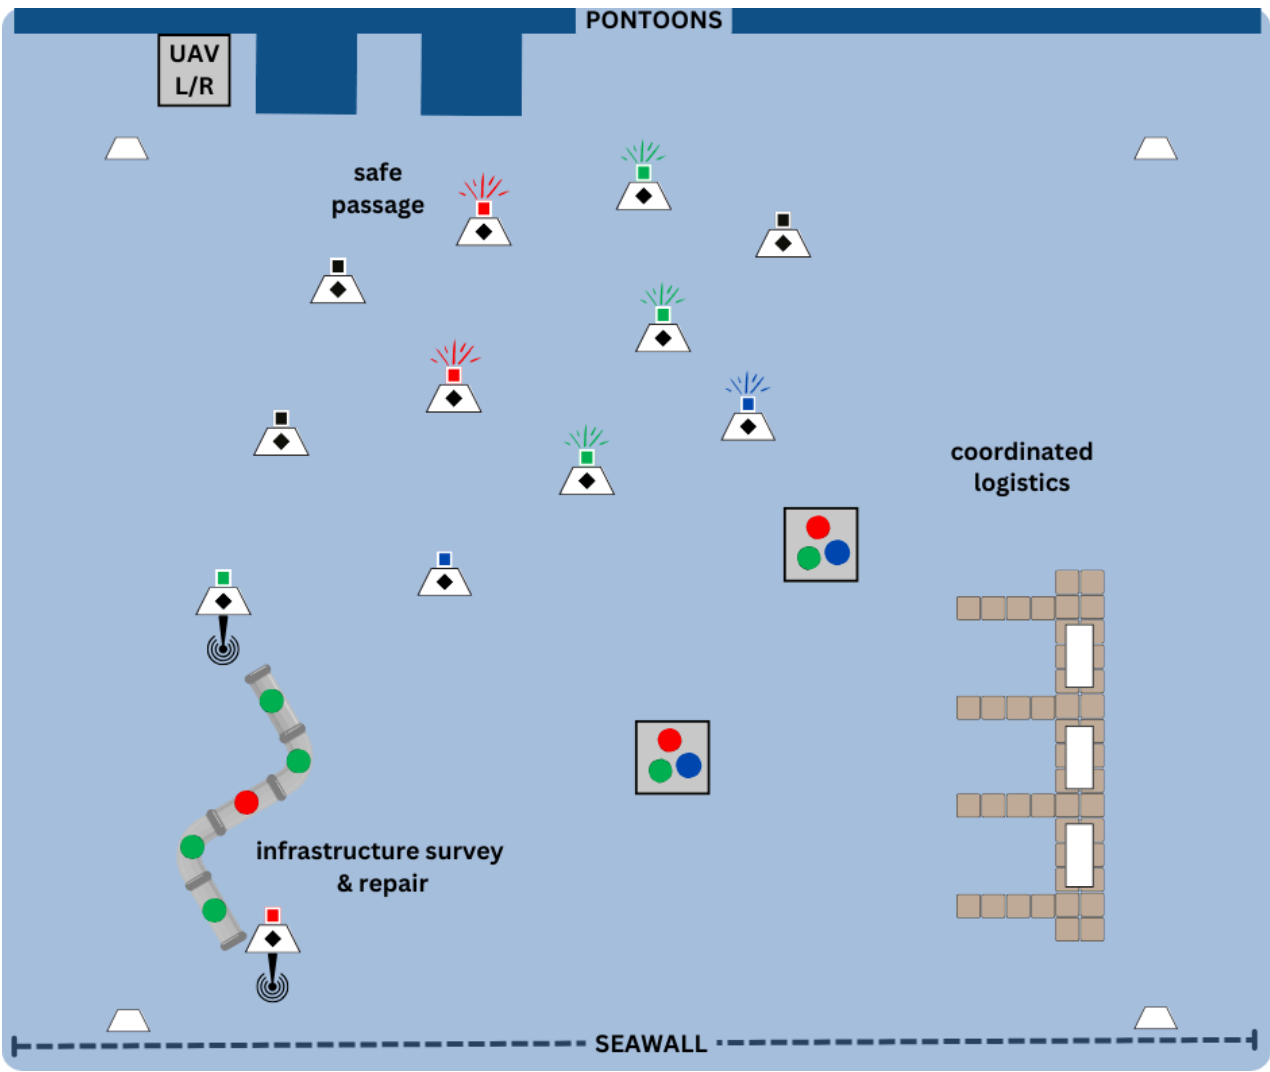 PONTOONS
UAV
L/R
safe
passage
coordinated
logistics
infrastructure survey
& repair
SEAWALL